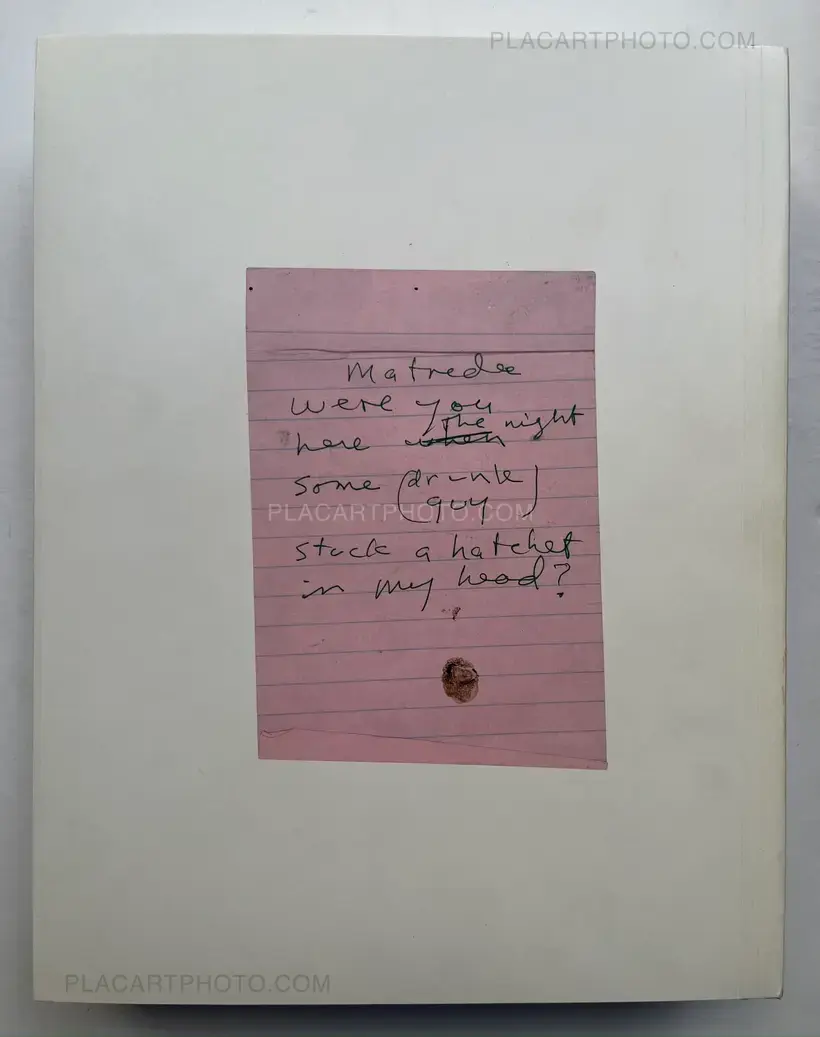 PLACARTPHOTO.COM
Matredee
were you
here when the night
some (drunk
guy)
PLACARTPHOTO.COM
stuck a hatchet
in my head?
PLACARTPHOTO.COM